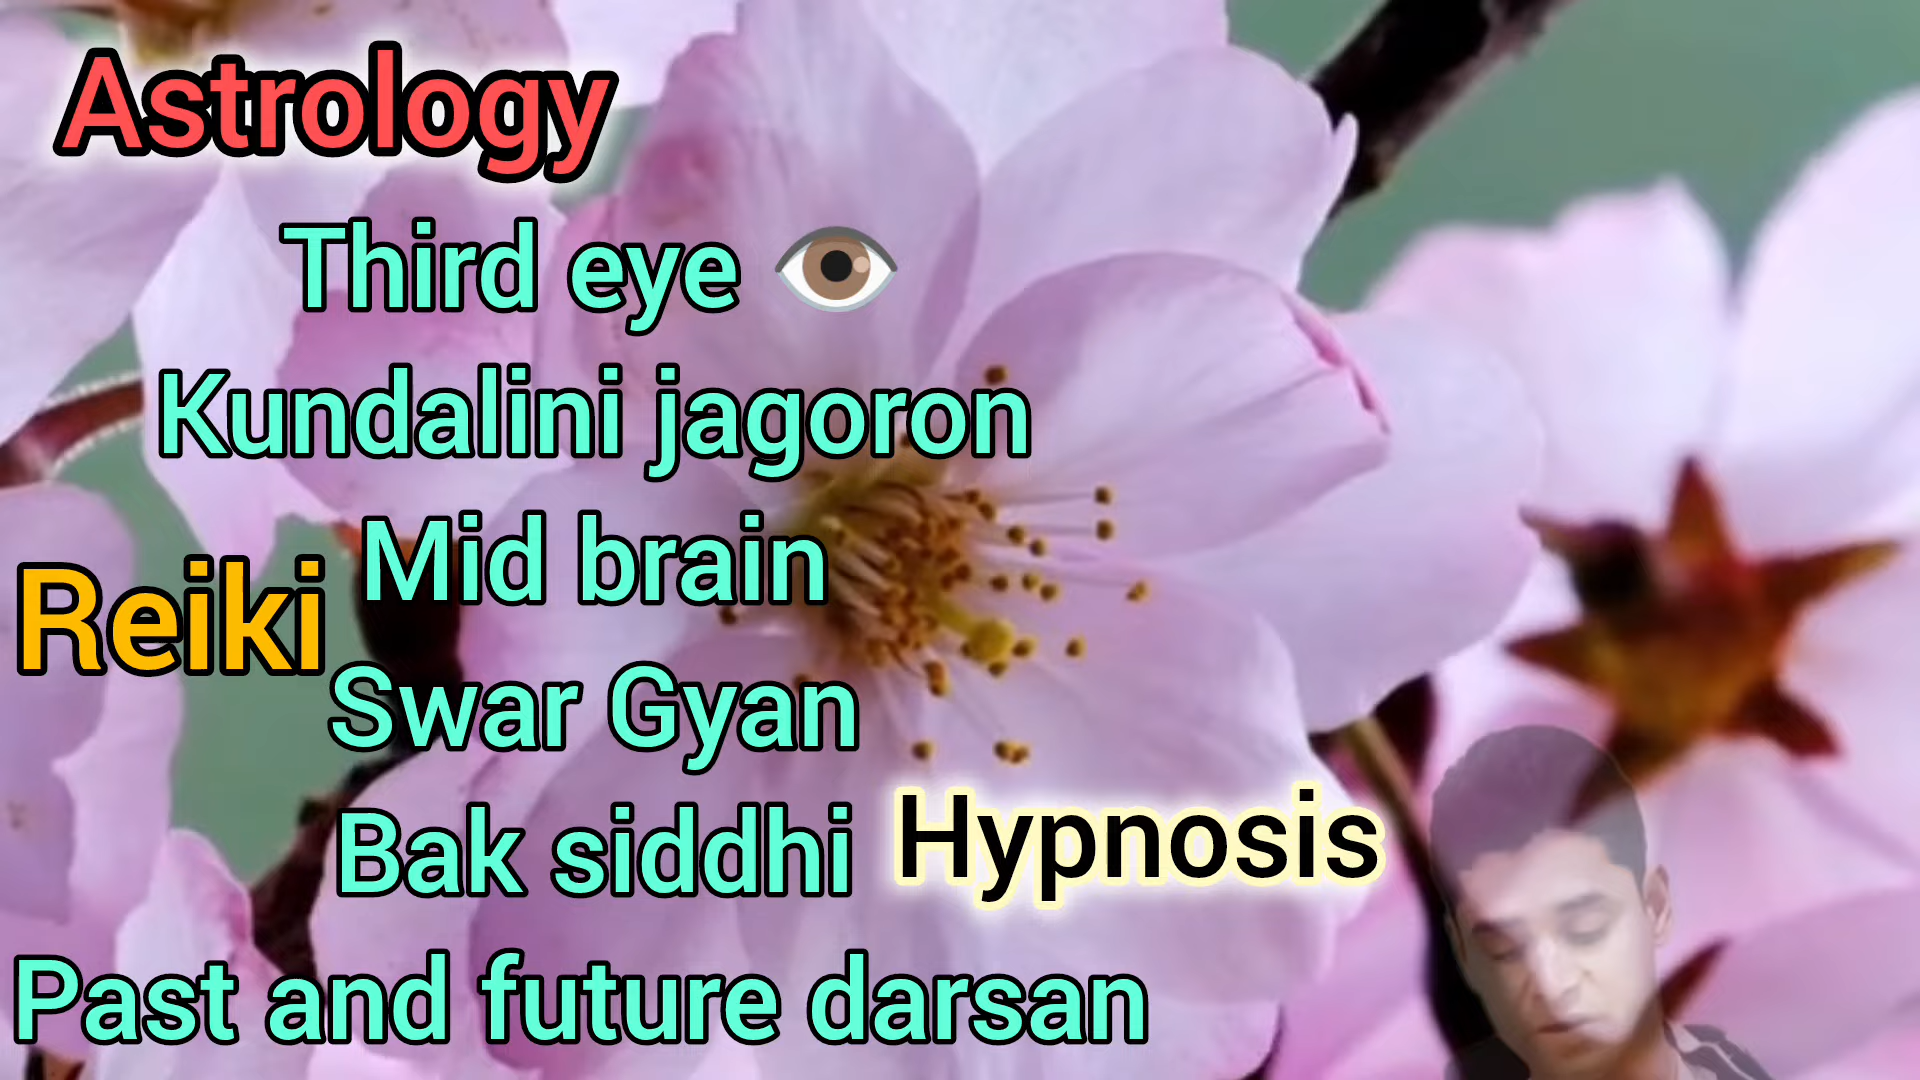 Astrology
Third eye 👁️
Kundalini jagoron
Mid brain
Reiki
Swar Gyan
Bak siddhi
Hypnosis
Past and future darsan